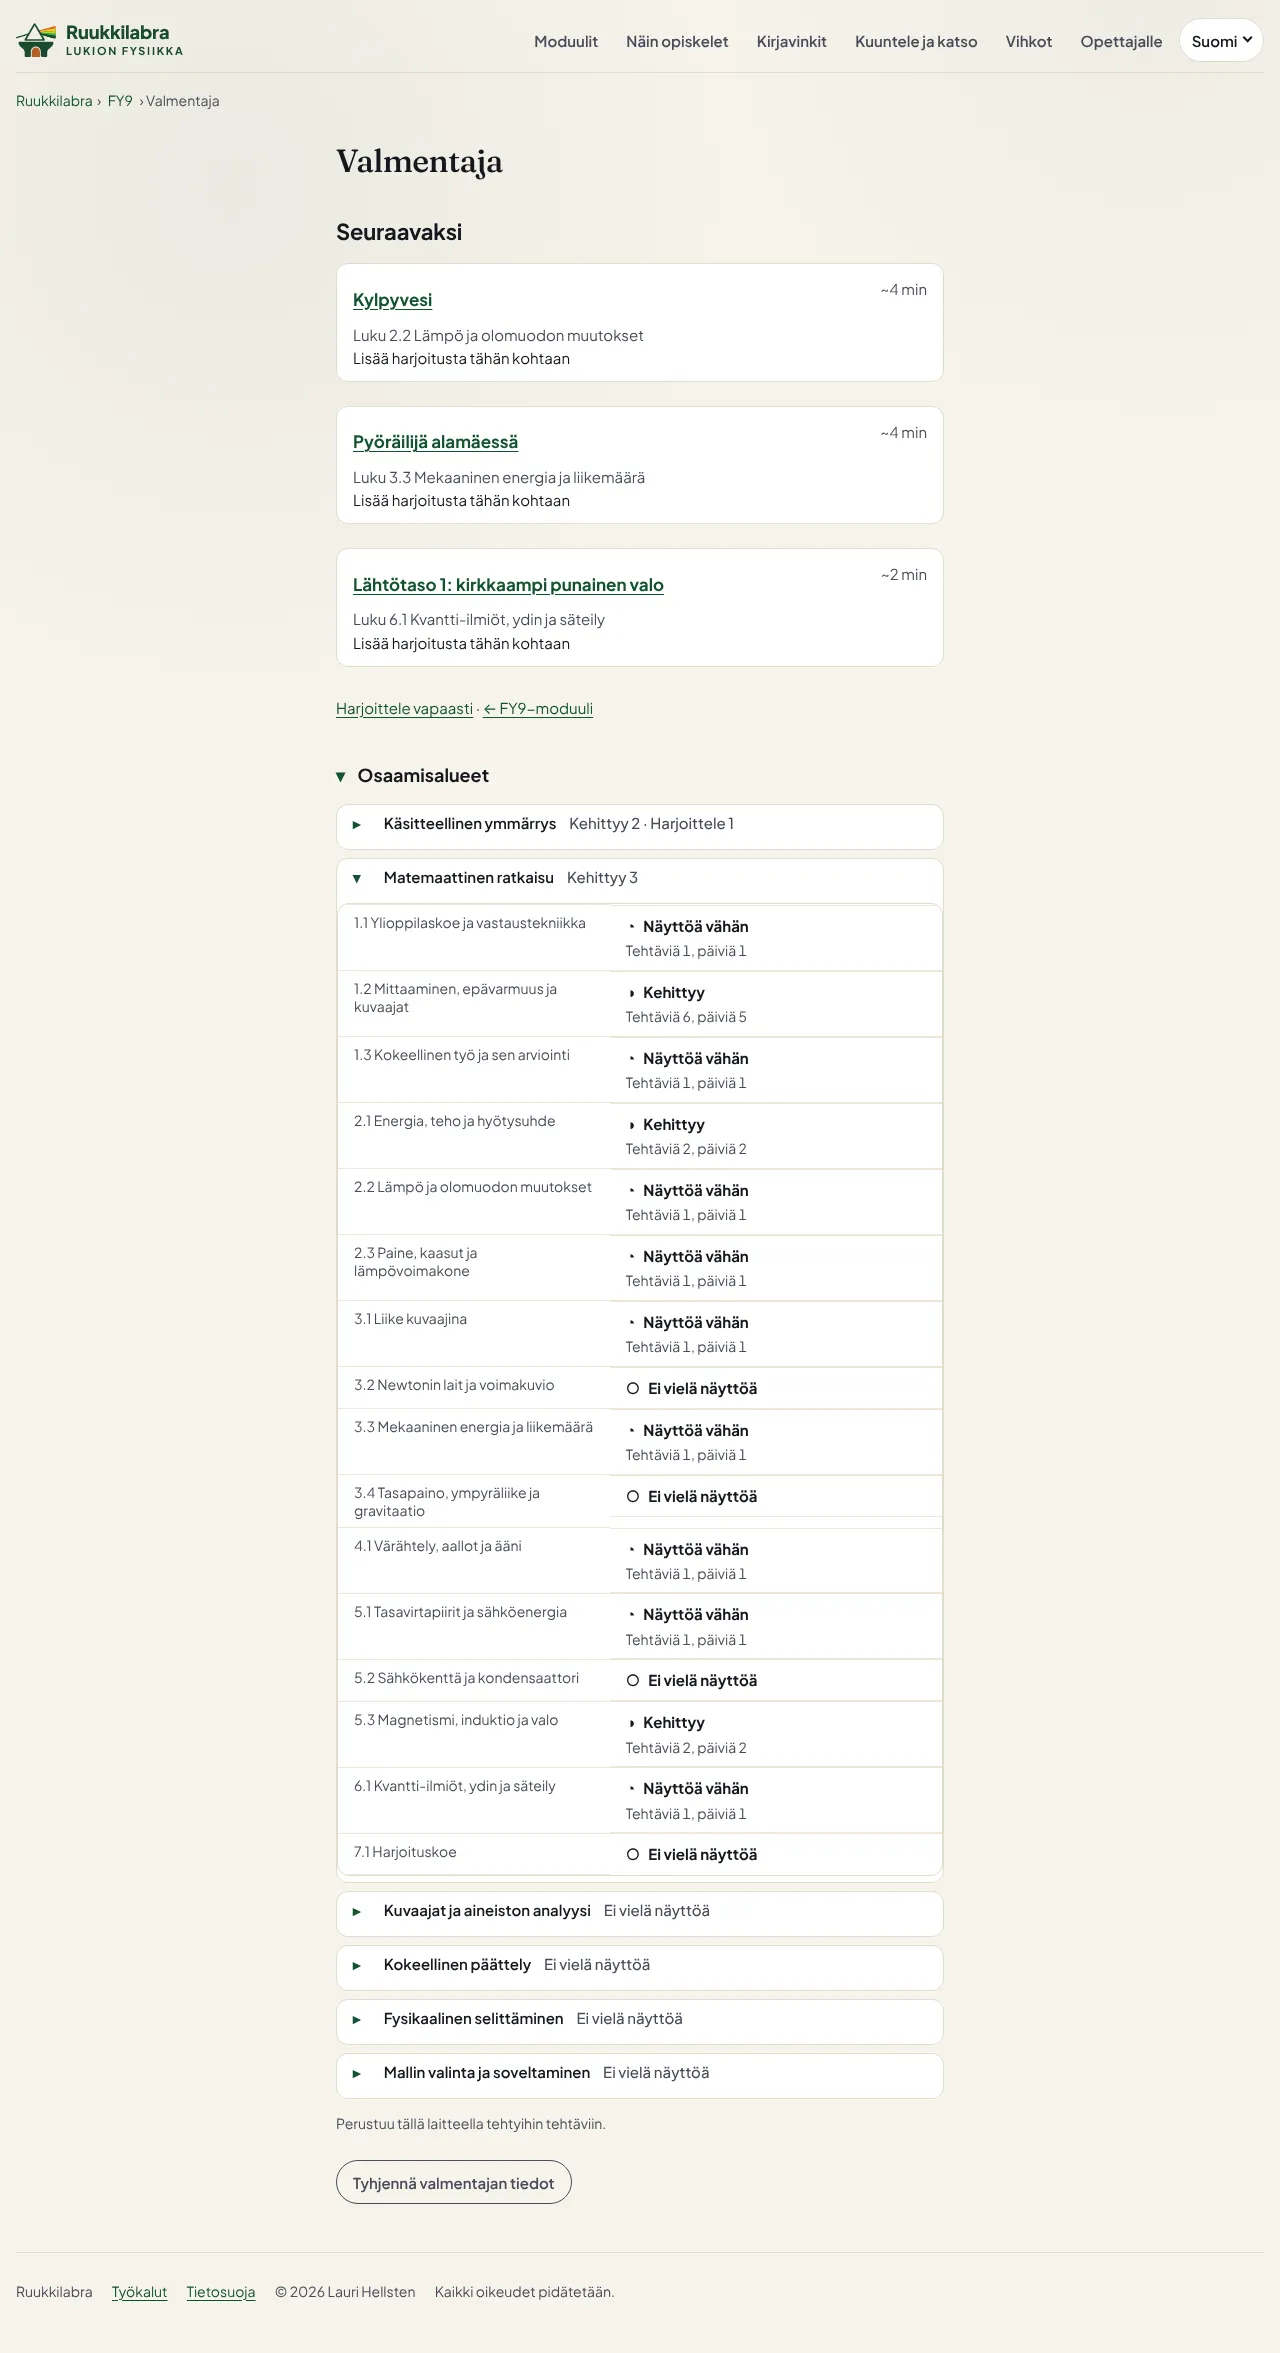 Ruukkilabra
LUKION FYSIIKKA
Moduulit Näin opiskelet Kirjavinkit Kuuntele ja katso Vihkot Opettajalle Suomi
Ruukkilabra › FY9 › Valmentaja
Valmentaja
Seuraavaksi
Kylpyvesi ~4 min
Luku 2.2 Lämpö ja olomuodon muutokset
Lisää harjoitusta tähän kohtaan
Pyöräilijä alamäessä ~4 min
Luku 3.3 Mekaaninen energia ja liikemäärä
Lisää harjoitusta tähän kohtaan
Lähtötaso 1: kirkkaampi punainen valo ~2 min
Luku 6.1 Kvantti-ilmiöt, ydin ja säteily
Lisää harjoitusta tähän kohtaan
Harjoittele vapaasti · ← FY9–moduuli
▼ Osaamisalueet
▸ Käsitteellinen ymmärrys Kehittyy 2 · Harjoittele 1
▾ Matemaattinen ratkaisu Kehittyy 3
1.1 Ylioppilaskoe ja vastaustekniikka Näyttöä vähän
Tehtäviä 1, päiviä 1
1.2 Mittaaminen, epävarmuus ja Kehittyy
kuvaajat Tehtäviä 6, päiviä 5
1.3 Kokeellinen työ ja sen arviointi Näyttöä vähän
Tehtäviä 1, päiviä 1
2.1 Energia, teho ja hyötysuhde Kehittyy
Tehtäviä 2, päiviä 2
2.2 Lämpö ja olomuodon muutokset Näyttöä vähän
Tehtäviä 1, päiviä 1
2.3 Paine, kaasut ja Näyttöä vähän
lämpövoimakone Tehtäviä 1, päiviä 1
3.1 Liike kuvaajina Näyttöä vähän
Tehtäviä 1, päiviä 1
3.2 Newtonin lait ja voimakuvio ○ Ei vielä näyttöä
3.3 Mekaaninen energia ja liikemäärä Näyttöä vähän
Tehtäviä 1, päiviä 1
3.4 Tasapaino, ympyräliike ja ○ Ei vielä näyttöä
gravitaatio
4.1 Värähtely, aallot ja ääni Näyttöä vähän
Tehtäviä 1, päiviä 1
5.1 Tasavirtapiirit ja sähköenergia Näyttöä vähän
Tehtäviä 1, päiviä 1
5.2 Sähkökenttä ja kondensaattori ○ Ei vielä näyttöä
5.3 Magnetismi, induktio ja valo Kehittyy
Tehtäviä 2, päiviä 2
6.1 Kvantti-ilmiöt, ydin ja säteily Näyttöä vähän
Tehtäviä 1, päiviä 1
7.1 Harjoituskoe ○ Ei vielä näyttöä
▸ Kuvaajat ja aineiston analyysi Ei vielä näyttöä
▸ Kokeellinen päättely Ei vielä näyttöä
▸ Fysikaalinen selittäminen Ei vielä näyttöä
▸ Mallin valinta ja soveltaminen Ei vielä näyttöä
Perustuu tällä laitteella tehtyihin tehtäviin.
Tyhjennä valmentajan tiedot
Ruukkilabra Työkalut Tietosuoja © 2026 Lauri Hellsten Kaikki oikeudet pidätetään.